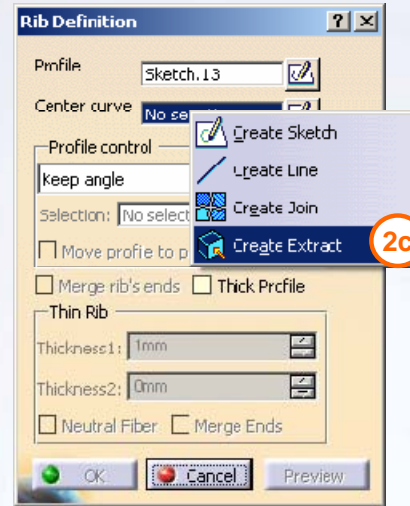 Rib Definition ? ×
Profile Sketch.13
Center curve No se
Create Sketch
Profile control
Create Line
Keep angle
Create Join
Selection: No select
Create Extract 2c
Move profile to p
Merge rib's ends Thick Profile
Thin Rib
Thickness1: 1mm
Thickness2: 0mm
Neutral Fiber Merge Ends
OK Cancel Preview